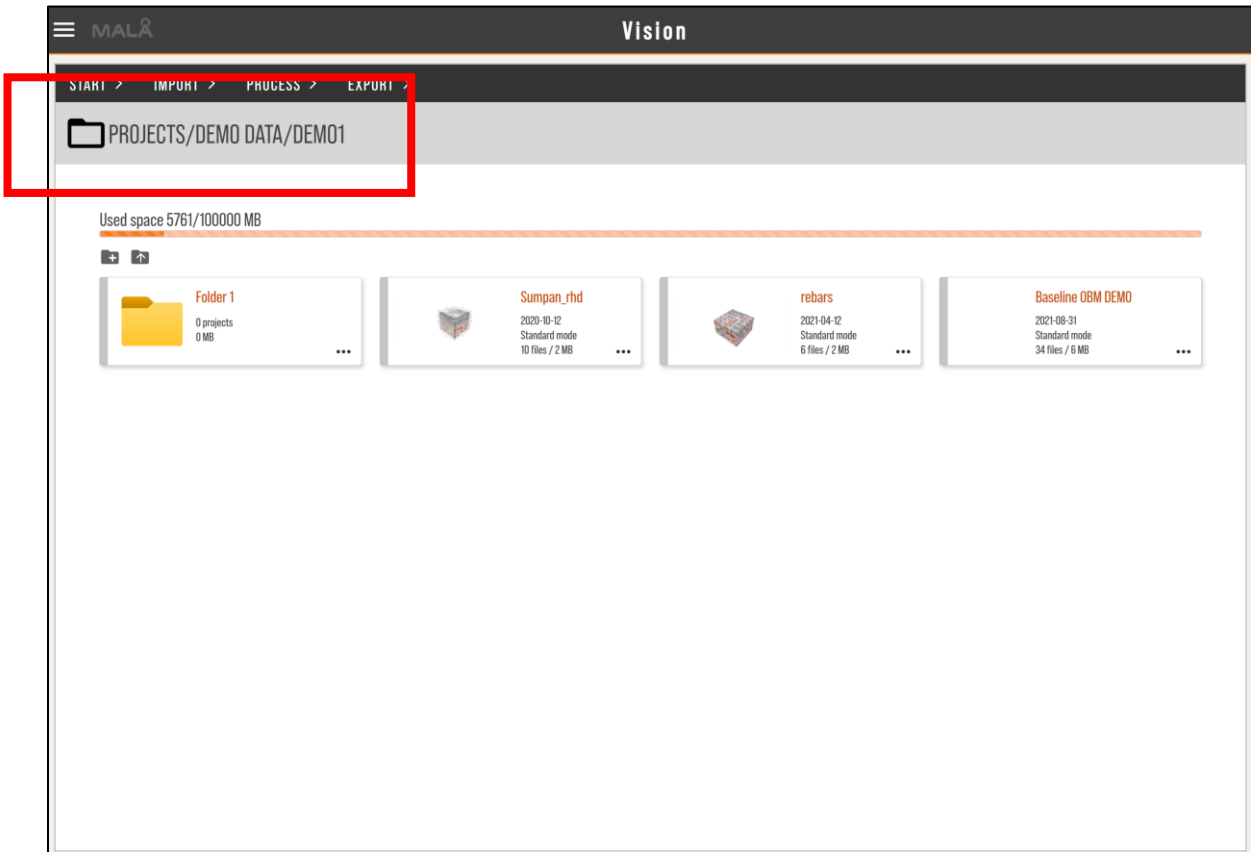 MALÅ
Vision
START > IMPORT > PROCESS > EXPORT >
PROJECTS/DEMO DATA/DEMO1
Used space 5761/100000 MB
Folder 1
0 projects
0 MB
Sumpan_rhd
2020-10-12
Standard mode
10 files / 2 MB
rebars
2021-04-12
Standard mode
6 files / 2 MB
Baseline OBM DEMO
2021-08-31
Standard mode
34 files / 6 MB